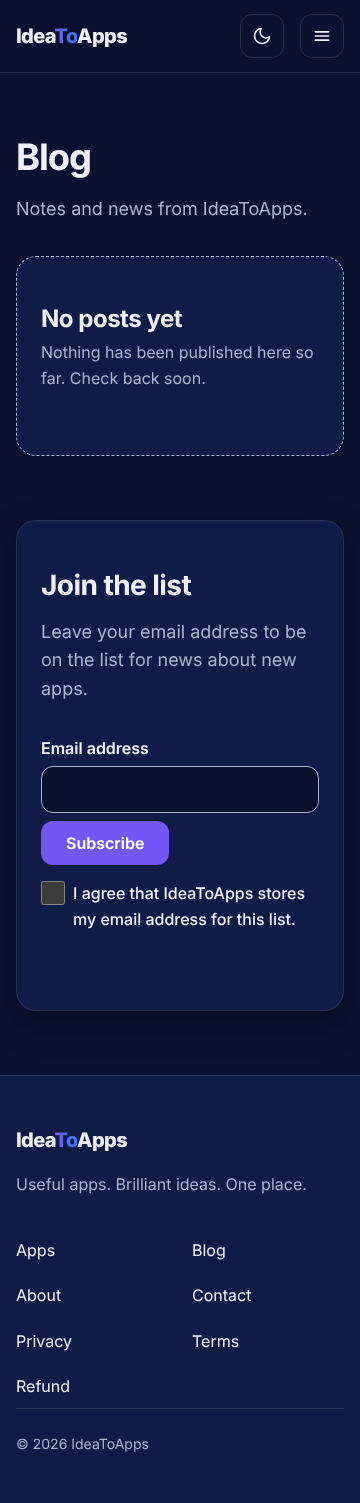 IdeaToApps
Blog
Notes and news from IdeaToApps.
No posts yet
Nothing has been published here so
far. Check back soon.
Join the list
Leave your email address to be
on the list for news about new
apps.
Email address
Subscribe
I agree that IdeaToApps stores
my email address for this list.
IdeaToApps
Useful apps. Brilliant ideas. One place.
Apps Blog
About Contact
Privacy Terms
Refund
© 2026 IdeaToApps